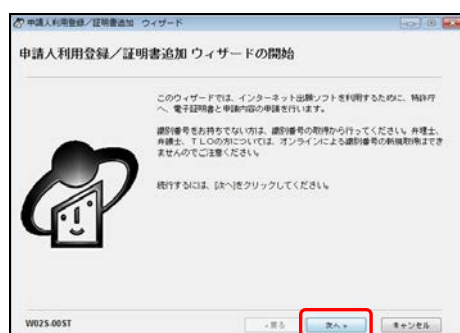 申請人利用登録／証明書追加 ウィザード
申請人利用登録／証明書追加 ウィザードの開始
このウィザードでは、インターネット出願ソフトを利用するために、特許庁
へ、電子証明書と申請内容の申請を行います。
識別番号をお持ちでない方は、識別番号の取得から行ってください。弁理士、
弁護士、ＴＬＯの方については、オンラインによる識別番号の新規取得はでき
ませんのでご注意ください。
続行するには、[次へ]をクリックしてください。
W02S-00ST
＜戻る
次へ＞
キャンセル